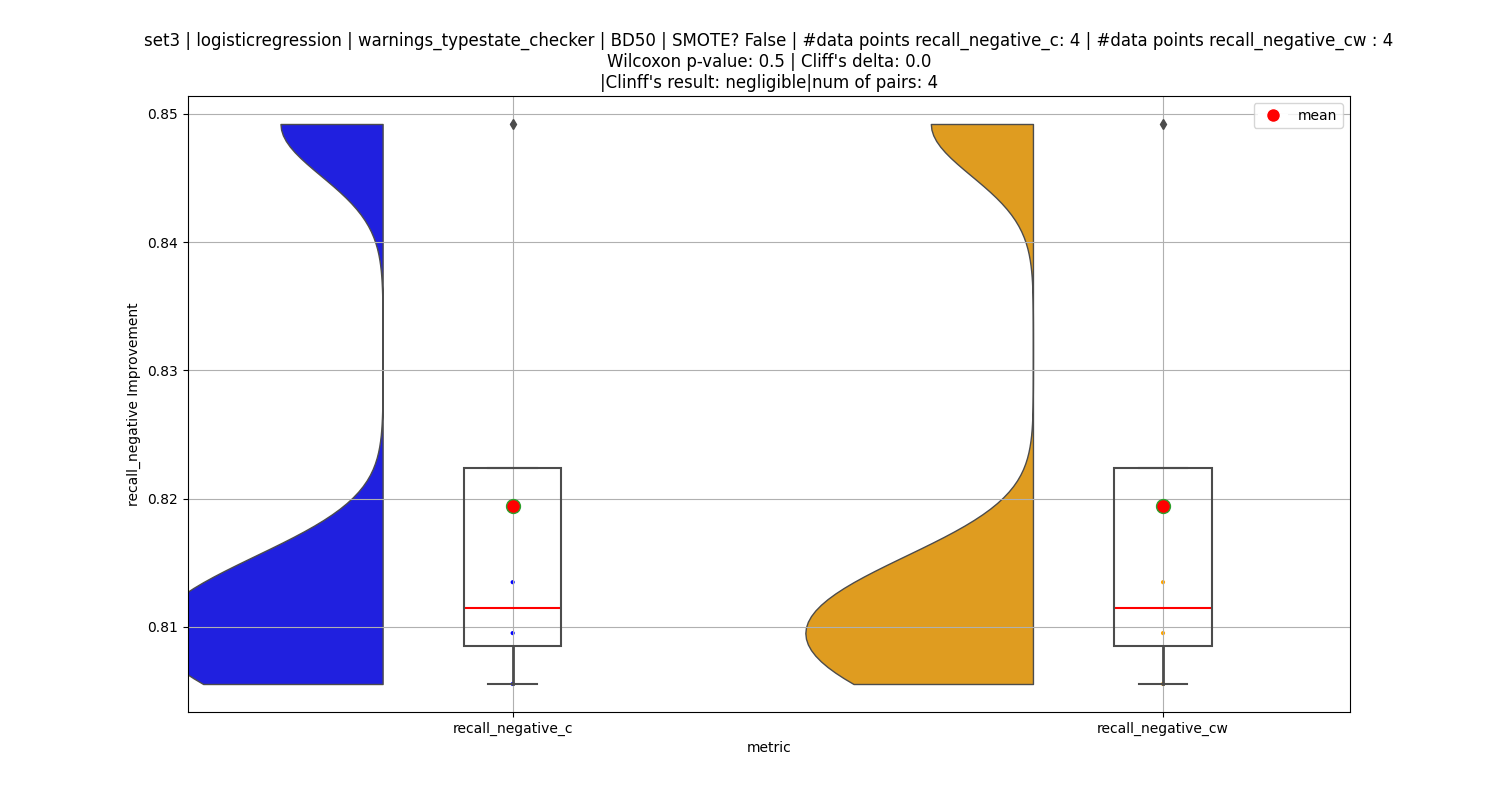 set3 | logisticregression | warnings_typestate_checker | BD50 | SMOTE? False | #data points recall_negative_c: 4 | #data points recall_negative_cw : 4
Wilcoxon p-value: 0.5 | Cliff's delta: 0.0
|Clinff's result: negligible|num of pairs: 4
mean
0.85
0.84
0.83
0.82
0.81
recall_negative Improvement
recall_negative_c
recall_negative_cw
metric